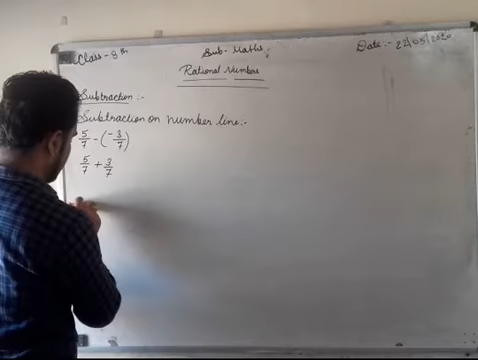 Class - 8th Sub - Maths : Date :- 22/05/2020
Rational Numbers
Subtraction :-
Subtraction on number line :-
5/7 - (-3/7)
5/7 + 3/7